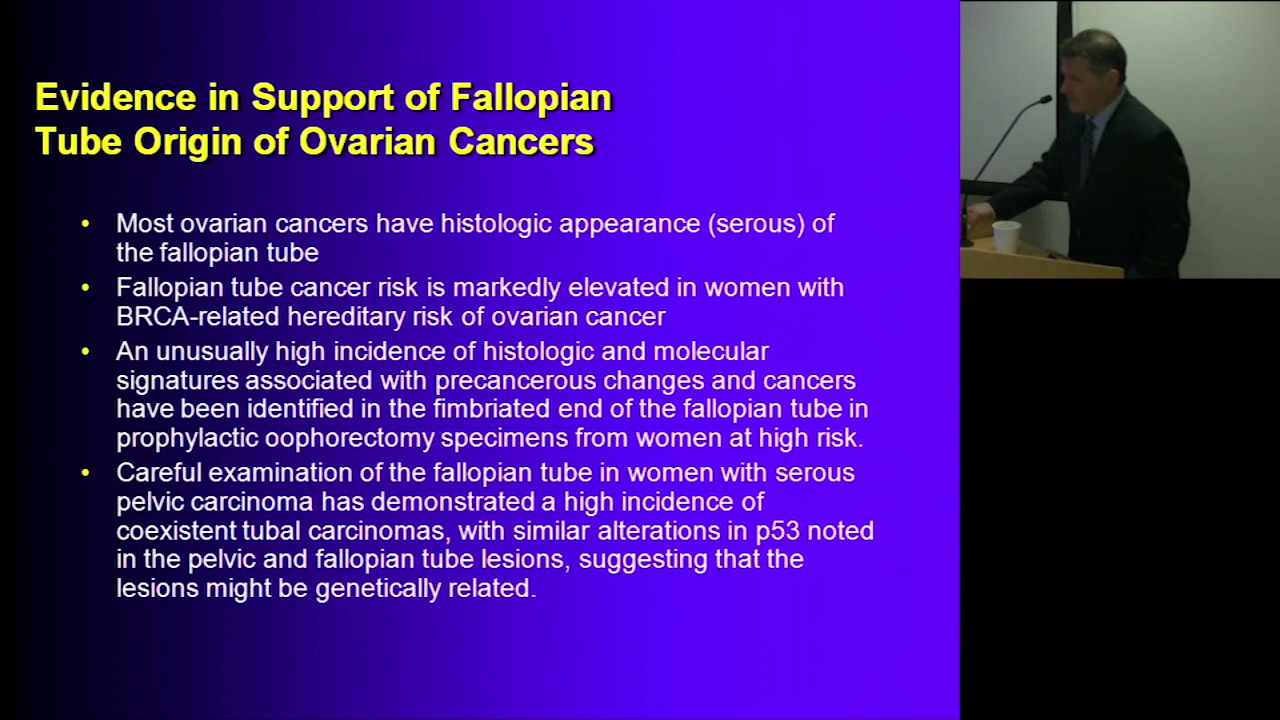 Evidence in Support of Fallopian
Tube Origin of Ovarian Cancers
• Most ovarian cancers have histologic appearance (serous) of
the fallopian tube
• Fallopian tube cancer risk is markedly elevated in women with
BRCA-related hereditary risk of ovarian cancer
• An unusually high incidence of histologic and molecular
signatures associated with precancerous changes and cancers
have been identified in the fimbriated end of the fallopian tube in
prophylactic oophorectomy specimens from women at high risk.
• Careful examination of the fallopian tube in women with serous
pelvic carcinoma has demonstrated a high incidence of
coexistent tubal carcinomas, with similar alterations in p53 noted
in the pelvic and fallopian tube lesions, suggesting that the
lesions might be genetically related.